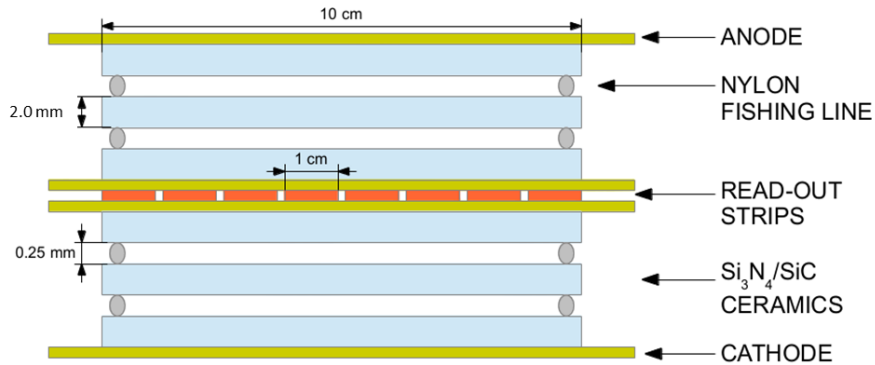 10 cm
ANODE
NYLON
FISHING LINE
2.0 mm
1 cm
READ-OUT
STRIPS
0.25 mm
Si₃N₄/SiC
CERAMICS
CATHODE